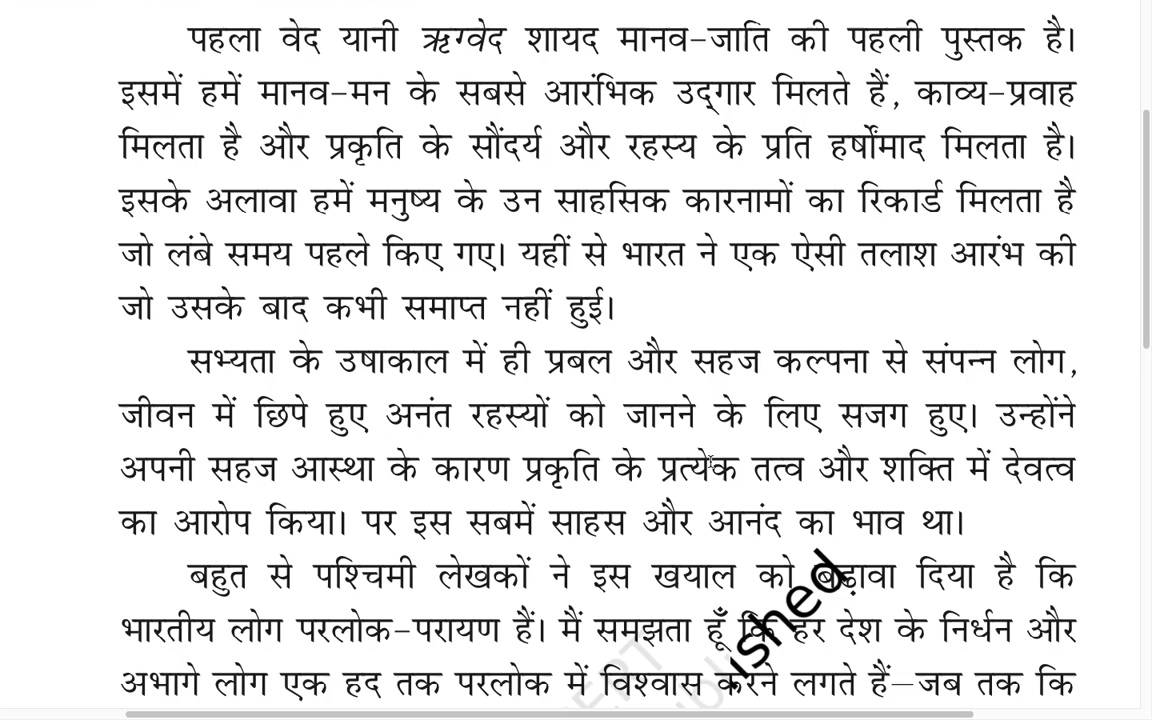 पहला वेद यानी ऋग्वेद शायद मानव-जाति की पहली पुस्तक है।
इसमें हमें मानव-मन के सबसे आरंभिक उद्‌गार मिलते हैं, काव्य-प्रवाह
मिलता है और प्रकृति के सौंदर्य और रहस्य के प्रति हर्षोंमाद मिलता है।
इसके अलावा हमें मनुष्य के उन साहसिक कारनामों का रिकार्ड मिलता है
जो लंबे समय पहले किए गए। यहीं से भारत ने एक ऐसी तलाश आरंभ की
जो उसके बाद कभी समाप्त नहीं हुई।
सभ्यता के उषाकाल में ही प्रबल और सहज कल्पना से संपन्न लोग,
जीवन में छिपे हुए अनंत रहस्यों को जानने के लिए सजग हुए। उन्होंने
अपनी सहज आस्था के कारण प्रकृति के प्रत्येक तत्व और शक्ति में देवत्व
का आरोप किया। पर इस सबमें साहस और आनंद का भाव था।
बहुत से पश्चिमी लेखकों ने इस खयाल को बढ़ावा दिया है कि
भारतीय लोग परलोक-परायण हैं। मैं समझता हूँ कि हर देश के निर्धन और
अभागे लोग एक हद तक परलोक में विश्वास करने लगते हैं—जब तक कि